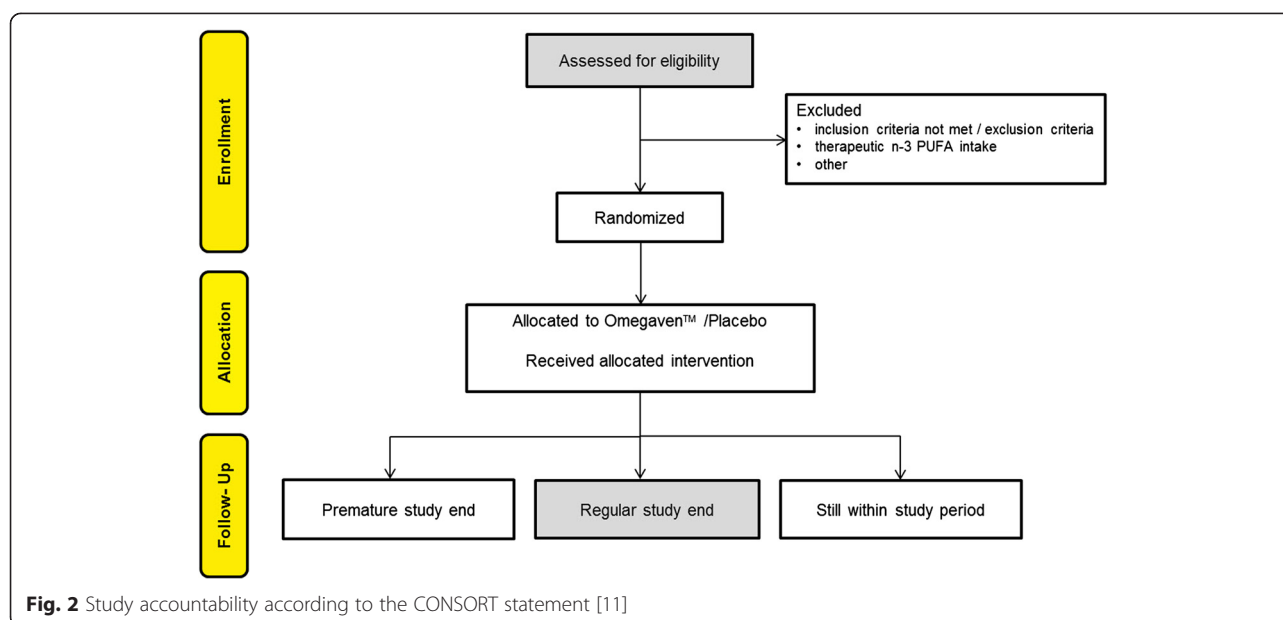 Enrollment
Assessed for eligibility
Excluded
• inclusion criteria not met / exclusion criteria
• therapeutic n-3 PUFA intake
• other
Randomized
Allocation
Allocated to Omegaven™ /Placebo
Received allocated intervention
Follow- Up
Premature study end
Regular study end
Still within study period
Fig. 2 Study accountability according to the CONSORT statement [11]